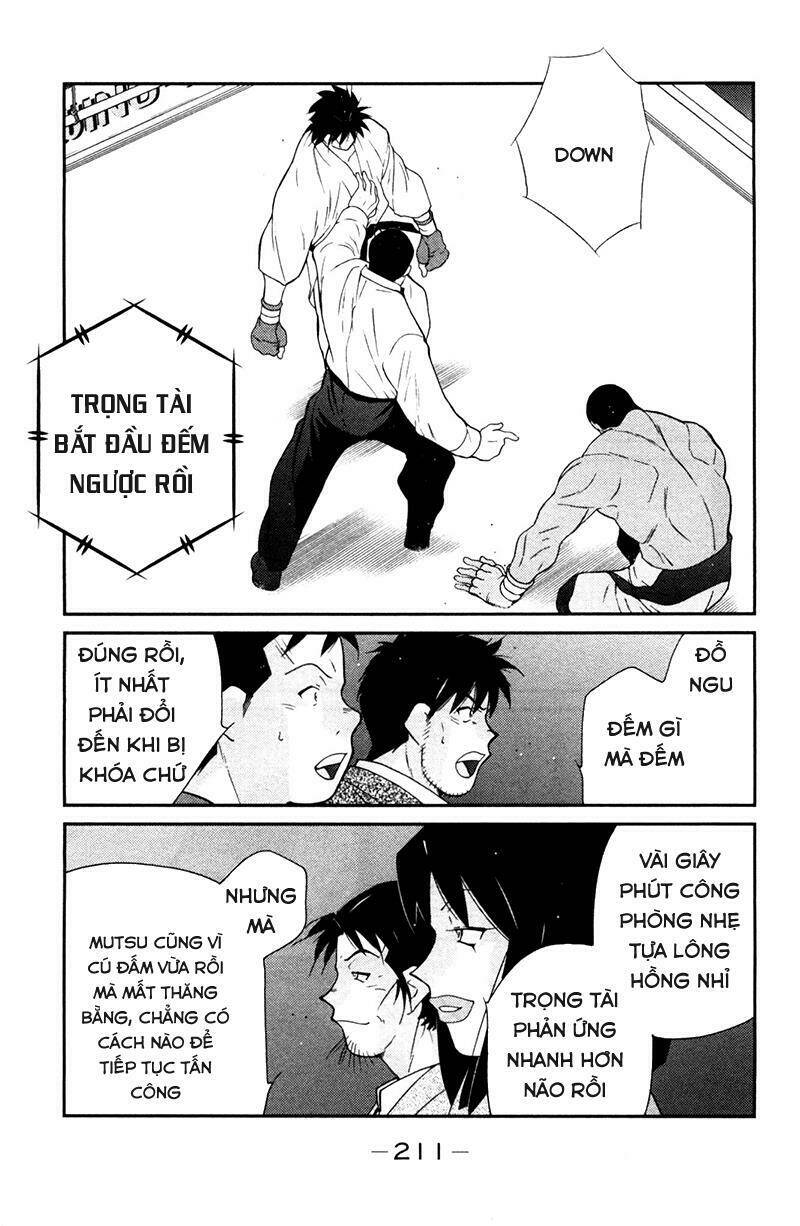 DOWN
TRỌNG TÀI
BẮT ĐẦU ĐẾM
NGƯỢC RỒI
ĐỒ
NGU
ĐẾM GÌ
MÀ ĐẾM
ĐÚNG RỒI,
ÍT NHẤT
PHẢI ĐỔI
ĐẾN KHI BỊ
KHÓA CHỨ
VÀI GIÂY
PHÚT CÔNG
PHÒNG NHẸ
TỰA LÔNG
HỒNG NHỈ
TRỌNG TÀI
PHẢN ỨNG
NHANH HƠN
NÃO RỒI
NHƯNG
MÀ
MUTSU CŨNG VÌ
CÚ ĐẤM VỪA RỒI
MÀ MẤT THĂNG
BẰNG, CHẲNG CÓ
CÁCH NÀO ĐỂ
TIẾP TỤC TẤN
CÔNG
—211—